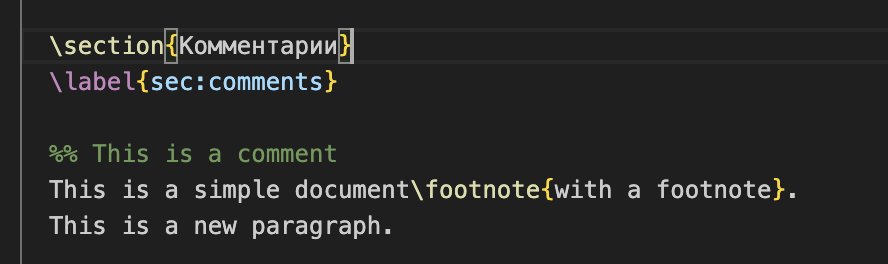 \section{Комментарии}
\label{sec:comments}
%% This is a comment
This is a simple document\footnote{with a footnote}.
This is a new paragraph.